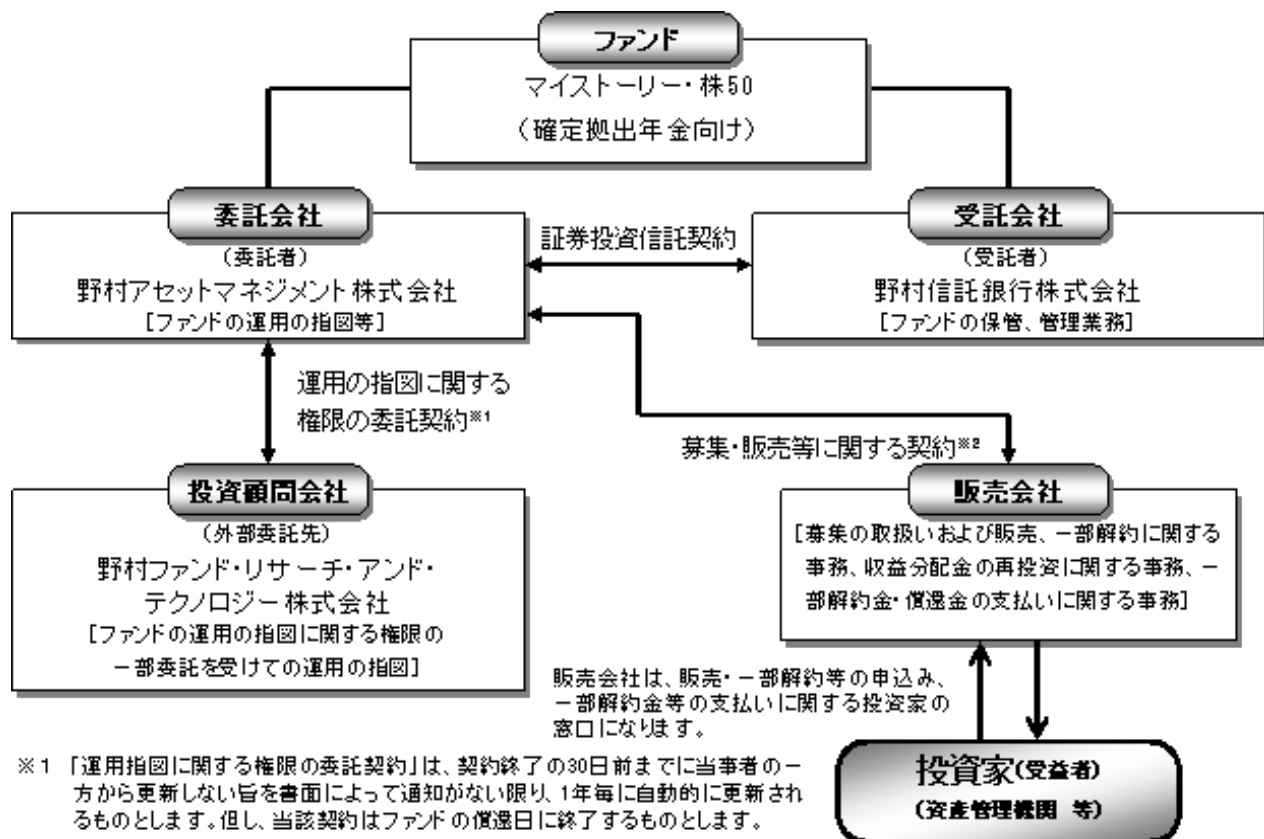 ファンド
マイストーリー・株50
（確定拠出年金向け）
委託会社
（委託者）
野村アセットマネジメント株式会社
［ファンドの運用の指図等］
証券投資信託契約
受託会社
（受託者）
野村信託銀行株式会社
［ファンドの保管、管理業務］
運用の指図に関する
権限の委託契約※1
募集・販売等に関する契約※2
投資顧問会社
（外部委託先）
野村ファンド・リサーチ・アンド・
テクノロジー株式会社
［ファンドの運用の指図に関する権限の
一部委託を受けての運用の指図］
販売会社
［募集の取扱いおよび販売、一部解約に関する
事務、収益分配金の再投資に関する事務、一
部解約金・償還金の支払いに関する事務］
販売会社は、販売・一部解約等の申込み、
一部解約金等の支払いに関する投資家の
窓口になります。
投資家(受益者)
(資産管理機関 等)
※1 「運用指図に関する権限の委託契約」は、契約終了の30日前までに当事者の一
方から更新しない旨を書面によって通知がない限り、1年毎に自動的に更新され
るものとします。但し、当該契約はファンドの償還日に終了するものとします。